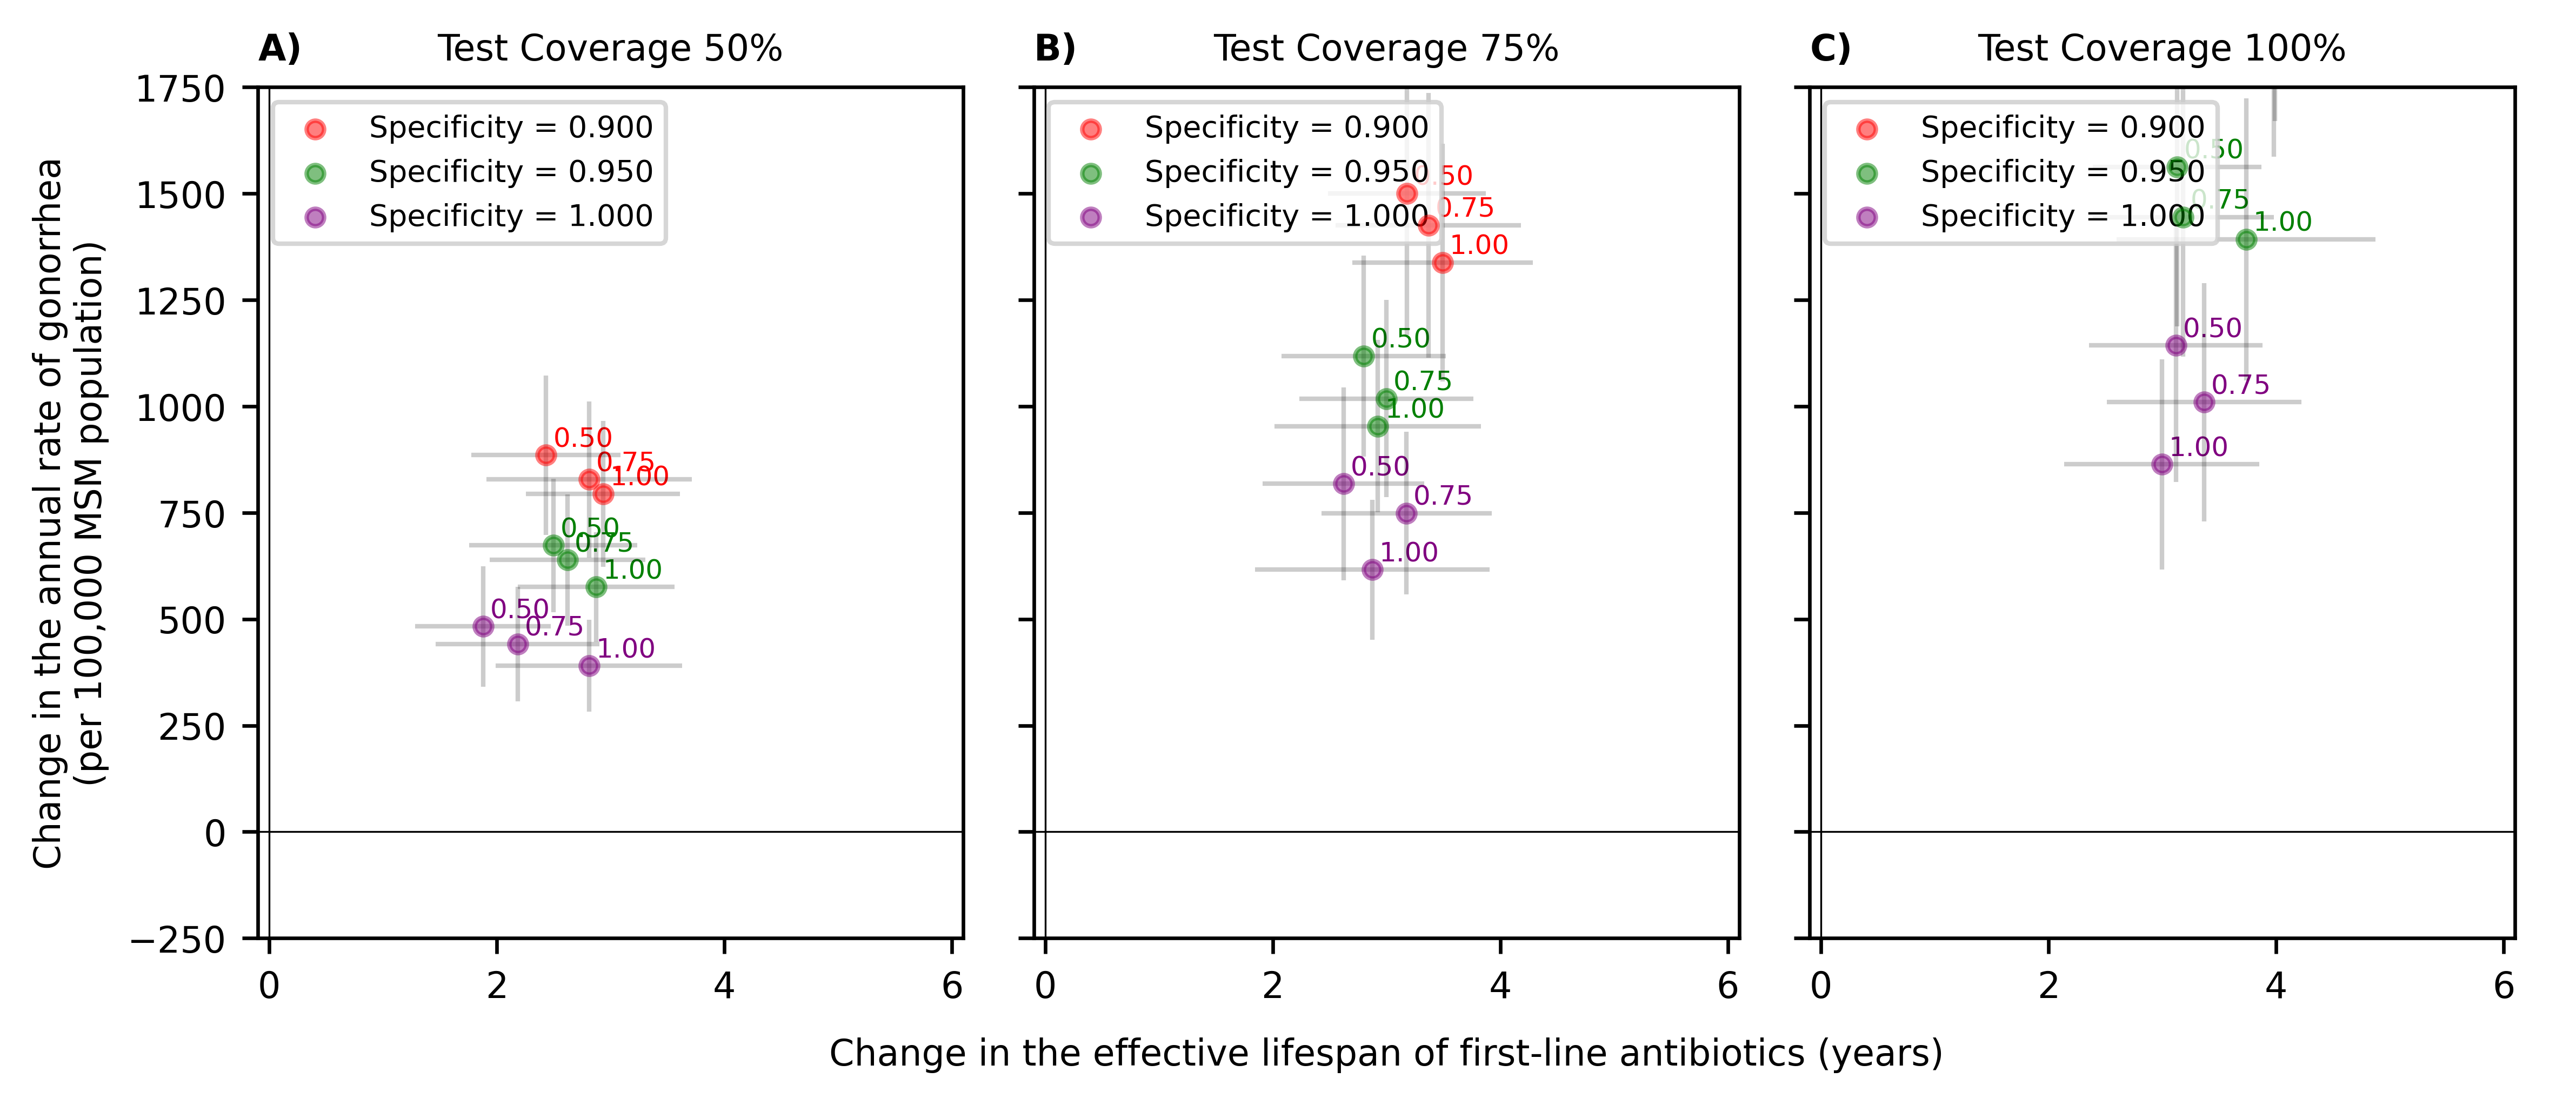 A) Test Coverage 50%
B) Test Coverage 75%
C) Test Coverage 100%
Change in the annual rate of gonorrhea
(per 100,000 MSM population)
1750
1500
1250
1000
750
500
250
0
−250
Specificity = 0.900
Specificity = 0.950
Specificity = 1.000
0.50
0.75
1.00
0.50
0.75
1.00
0.50
0.75
1.00
0 2 4 6
Specificity = 0.900
Specificity = 0.950
Specificity = 1.000
0.50
0.75
1.00
0.50
0.75
1.00
0.50
0.75
1.00
0 2 4 6
Specificity = 0.900
Specificity = 0.950
Specificity = 1.000
0.50
0.75
1.00
0.50
0.75
1.00
0 2 4 6
Change in the effective lifespan of first-line antibiotics (years)